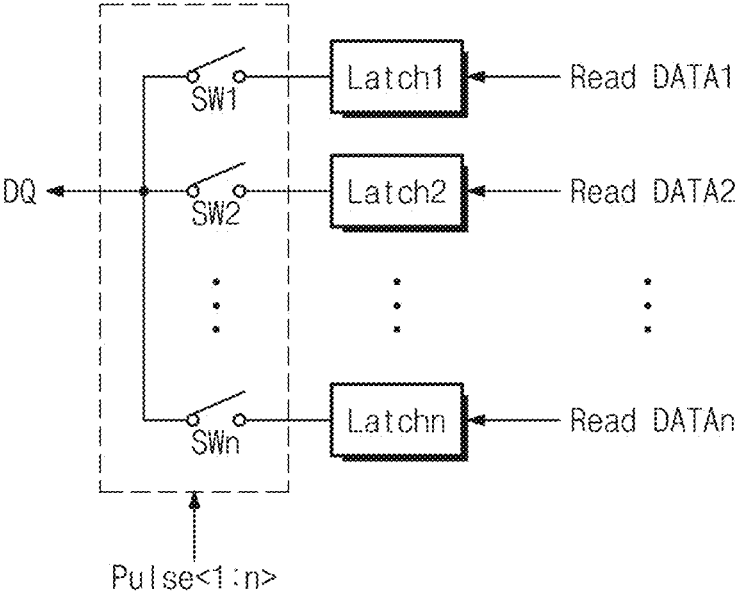 Latch1
Read DATA1
SW1
DQ
Latch2
Read DATA2
SW2
Latchn
Read DATAn
SWn
Pulse<1:n>